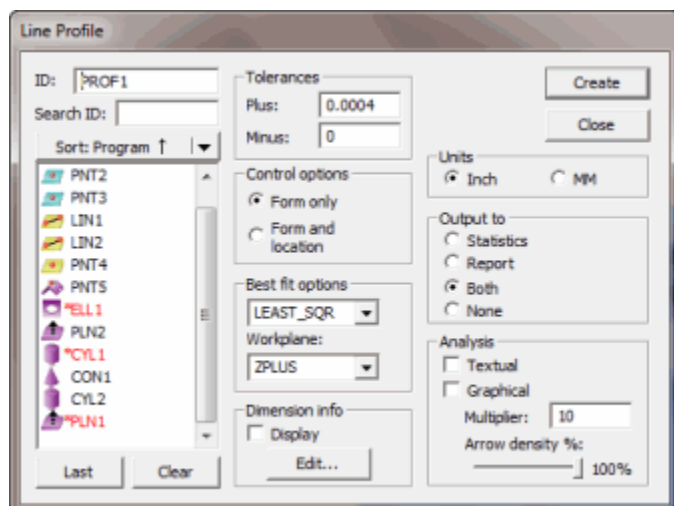 Line Profile
ID: PROF1
Search ID:
Sort: Program ↑
PNT2
PNT3
LIN1
LIN2
PNT4
PNT5
*ELL1
PLN2
*CYL1
CON1
CYL2
*PLN1
Last
Clear
Tolerances
Plus: 0.0004
Minus: 0
Control options
Form only
Form and
location
Best fit options
LEAST_SQR
Workplane:
ZPLUS
Dimension info
Display
Edit...
Create
Close
Units
Inch
MM
Output to
Statistics
Report
Both
None
Analysis
Textual
Graphical
Multiplier: 10
Arrow density %:
100%